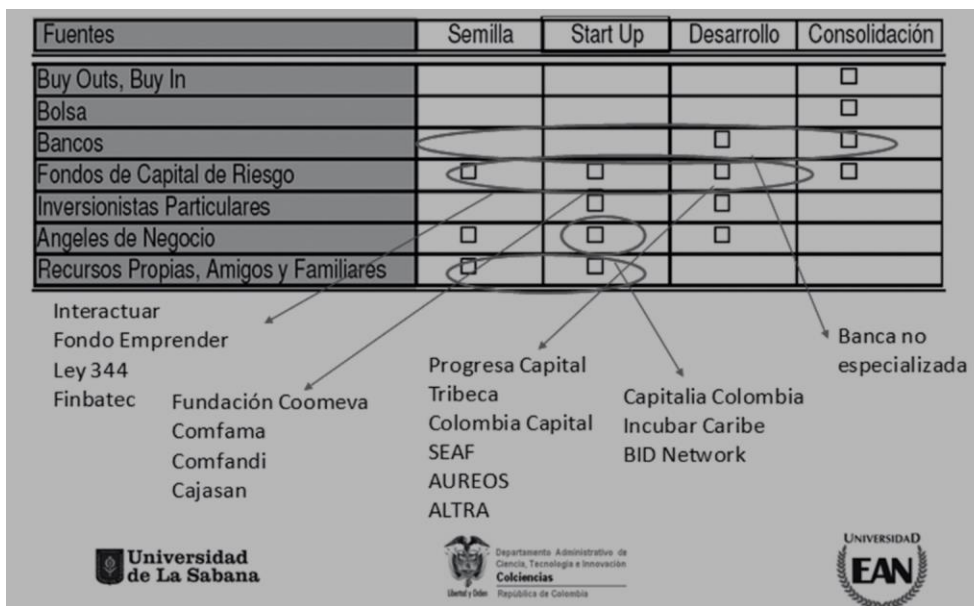 Fuentes Semilla Start Up Desarrollo Consolidación
Buy Outs, Buy In
Bolsa
Bancos
Fondos de Capital de Riesgo
Inversionistas Particulares
Angeles de Negocio
Recursos Propias, Amigos y Familiares
Interactuar
Fondo Emprender
Ley 344
Finbatec
Fundación Coomeva
Comfama
Comfandi
Cajasan
Progresa Capital
Tribeca
Colombia Capital
SEAF
AUREOS
ALTRA
Capitalia Colombia
Incubar Caribe
BID Network
Banca no
especializada
Universidad
de La Sabana
Departamento Administrativo de
Ciencia, Tecnología e Innovación
Colciencias
Libertad y Orden
República de Colombia
UNIVERSIDAD
EAN